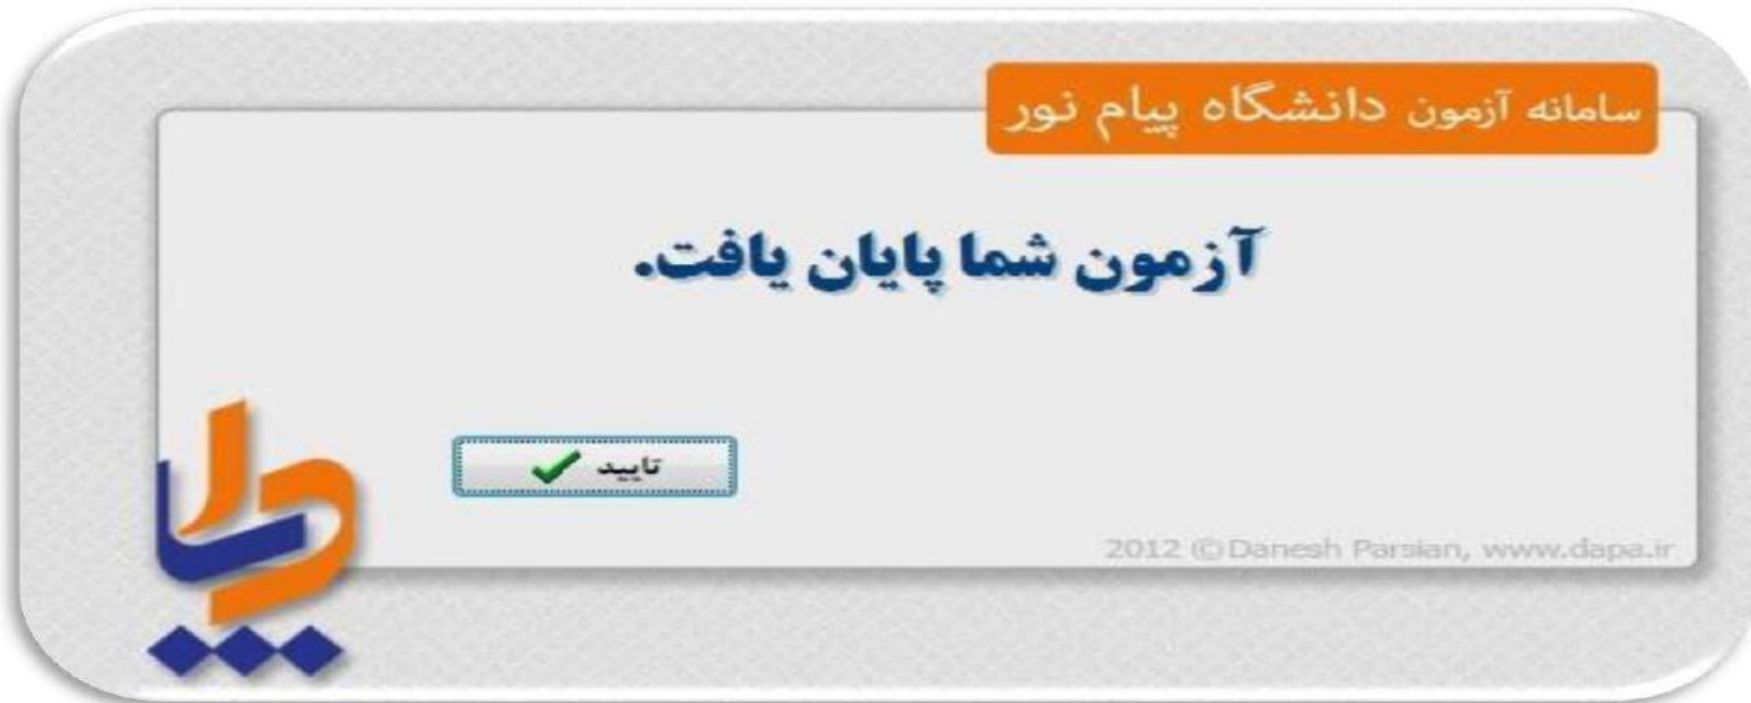 سامانه آزمون دانشگاه پیام نور
آزمون شما پایان یافت.
تایید
2012 © Danesh Parsian, www.dapa.ir